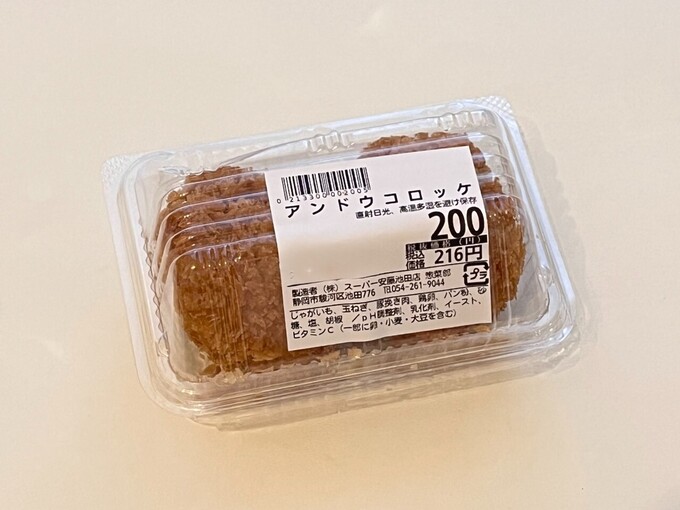 0213300002005
アンドウコロッケ
直射日光、高温多湿を避け保存
200
税抜価格(円)
税込価格 216円
製造者 (株) スーパー安藤池田店 惣菜部
静岡市駿河区池田776 ℡054-261-9044
プラ
じゃがいも、玉ねぎ、豚挽き肉、鶏卵、パン粉、砂
糖、塩、胡椒 /pH調整剤、乳化剤、イースト、
ビタミンC (一部に卵・小麦・大豆を含む)